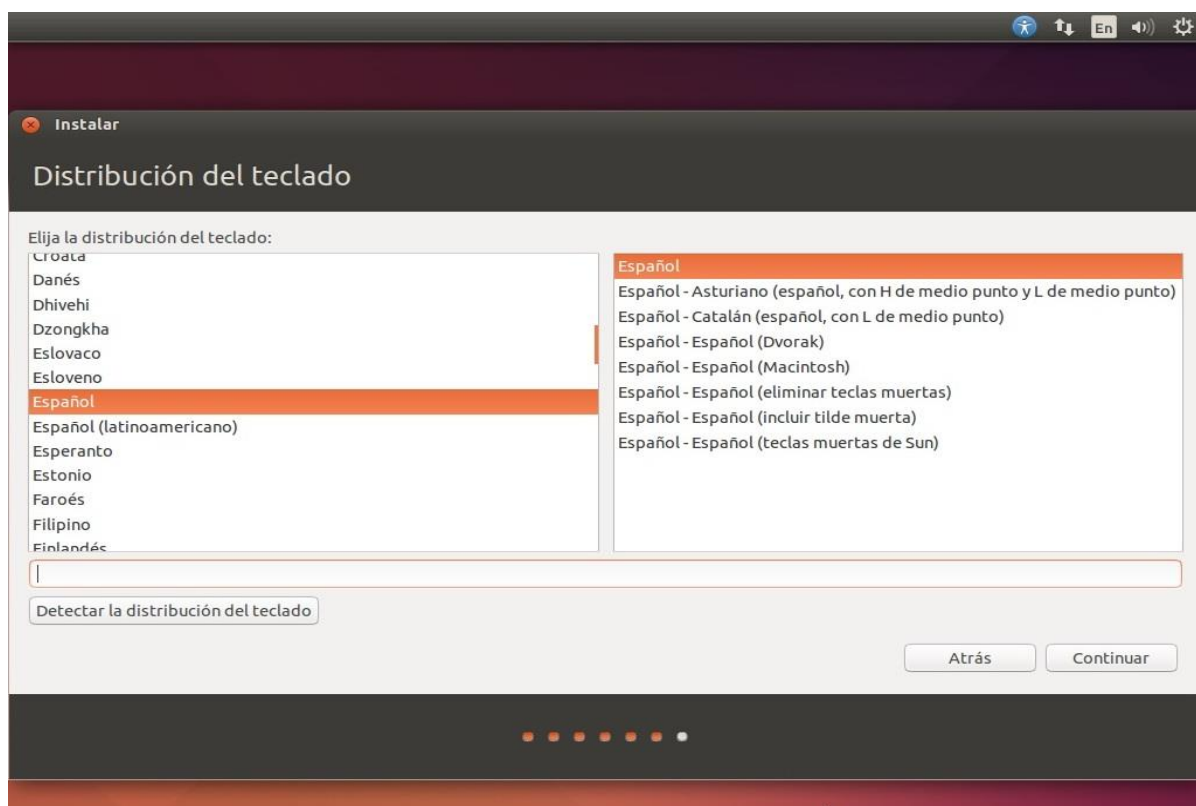 En
Instalar
Distribución del teclado
Elija la distribución del teclado:
Croata
Danés
Dhivehi
Dzongkha
Eslovaco
Esloveno
Español
Español (latinoamericano)
Esperanto
Estonio
Faroés
Filipino
Finlandés
Español
Español - Asturiano (español, con H de medio punto y L de medio punto)
Español - Catalán (español, con L de medio punto)
Español - Español (Dvorak)
Español - Español (Macintosh)
Español - Español (eliminar teclas muertas)
Español - Español (incluir tilde muerta)
Español - Español (teclas muertas de Sun)
Detectar la distribución del teclado
Atrás
Continuar